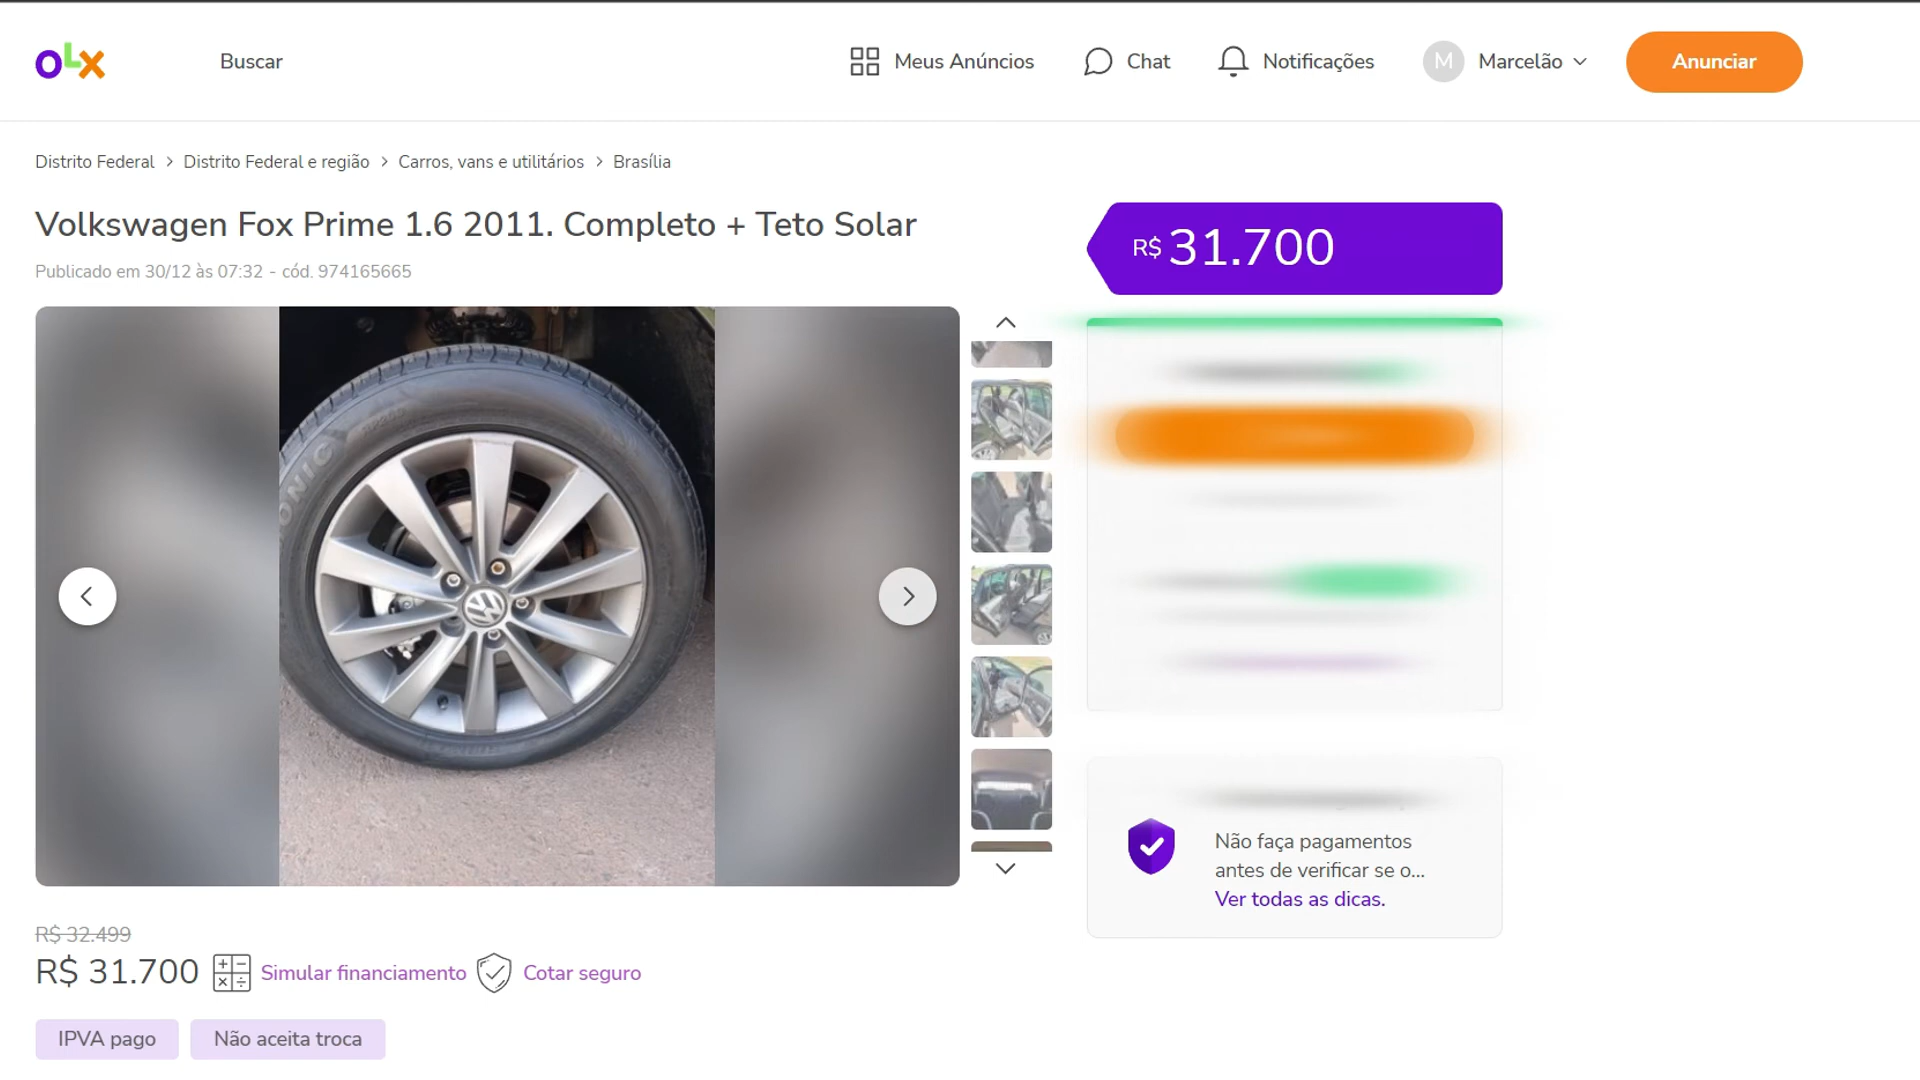 olx
Buscar
Meus Anúncios
Chat
Notificações
M
Marcelão
Anunciar
Distrito Federal > Distrito Federal e região > Carros, vans e utilitários > Brasília
Volkswagen Fox Prime 1.6 2011. Completo + Teto Solar
Publicado em 30/12 às 07:32 - cód. 974165665
R$ 31.700
Não faça pagamentos
antes de verificar se o...
Ver todas as dicas.
R$ 32.499
R$ 31.700
Simular financiamento
Cotar seguro
IPVA pago
Não aceita troca